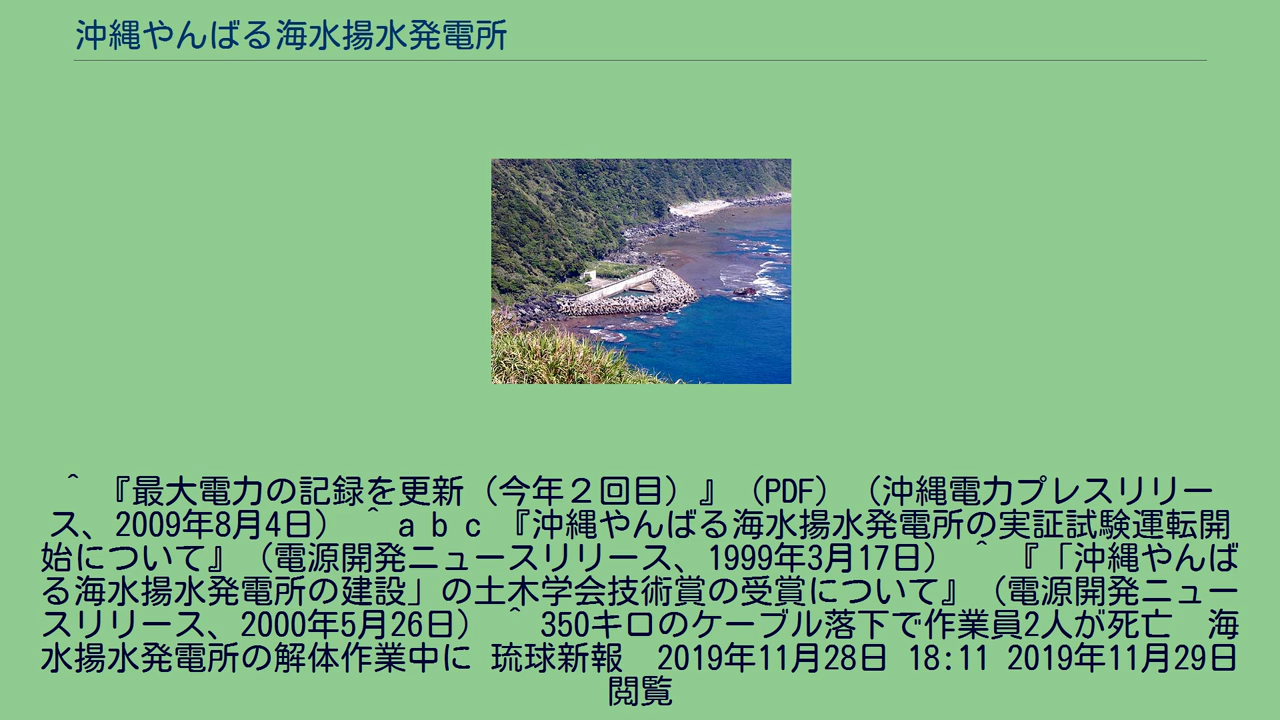 沖縄やんばる海水揚水発電所
^ 『最大電力の記録を更新（今年２回目）』（PDF）（沖縄電力プレスリリー
ス、2009年8月4日） ^ a b c 『沖縄やんばる海水揚水発電所の実証試験運転開
始について』（電源開発ニュースリリース、1999年3月17日） ^ 『「沖縄やんば
る海水揚水発電所の建設」の土木学会技術賞の受賞について』（電源開発ニュー
スリリース、2000年5月26日） ^ 350キロのケーブル落下で作業員2人が死亡　海
水揚水発電所の解体作業中に 琉球新報　2019年11月28日 18:11 2019年11月29日
閲覧